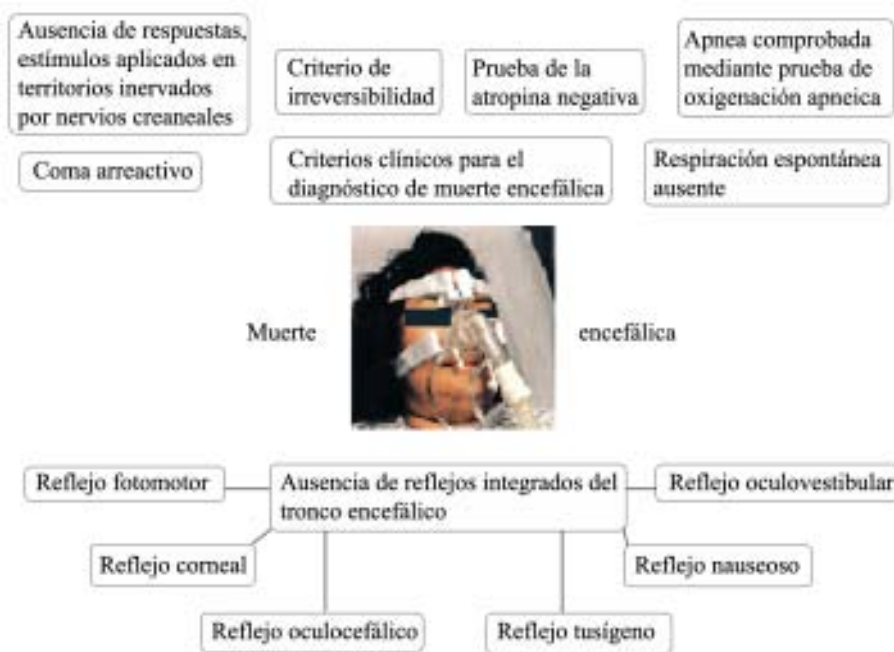 Ausencia de respuestas,
estímulos aplicados en
territorios inervados
por nervios creaneales
Criterio de
irreversibilidad
Prueba de la
atropina negativa
Apnea comprobada
mediante prueba de
oxigenación apneica
Coma arreactivo
Criterios clínicos para el
diagnóstico de muerte encefálica
Respiración espontánea
ausente
Muerte
encefálica
Reflejo fotomotor
Ausencia de reflejos integrados del
tronco encefálico
Reflejo oculovestibular
Reflejo corneal
Reflejo nauseoso
Reflejo oculocefálico
Reflejo tusígeno